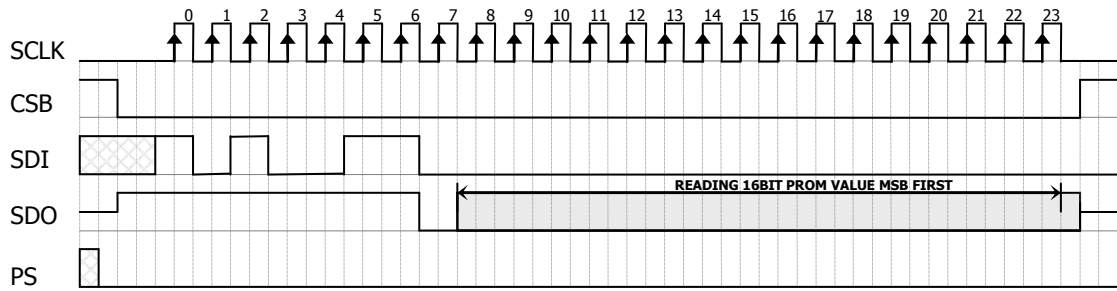 0 1 2 3 4 5 6 7 8 9 10 11 12 13 14 15 16 17 18 19 20 21 22 23
SCLK
CSB
SDI
READING 16BIT PROM VALUE MSB FIRST
SDO
PS